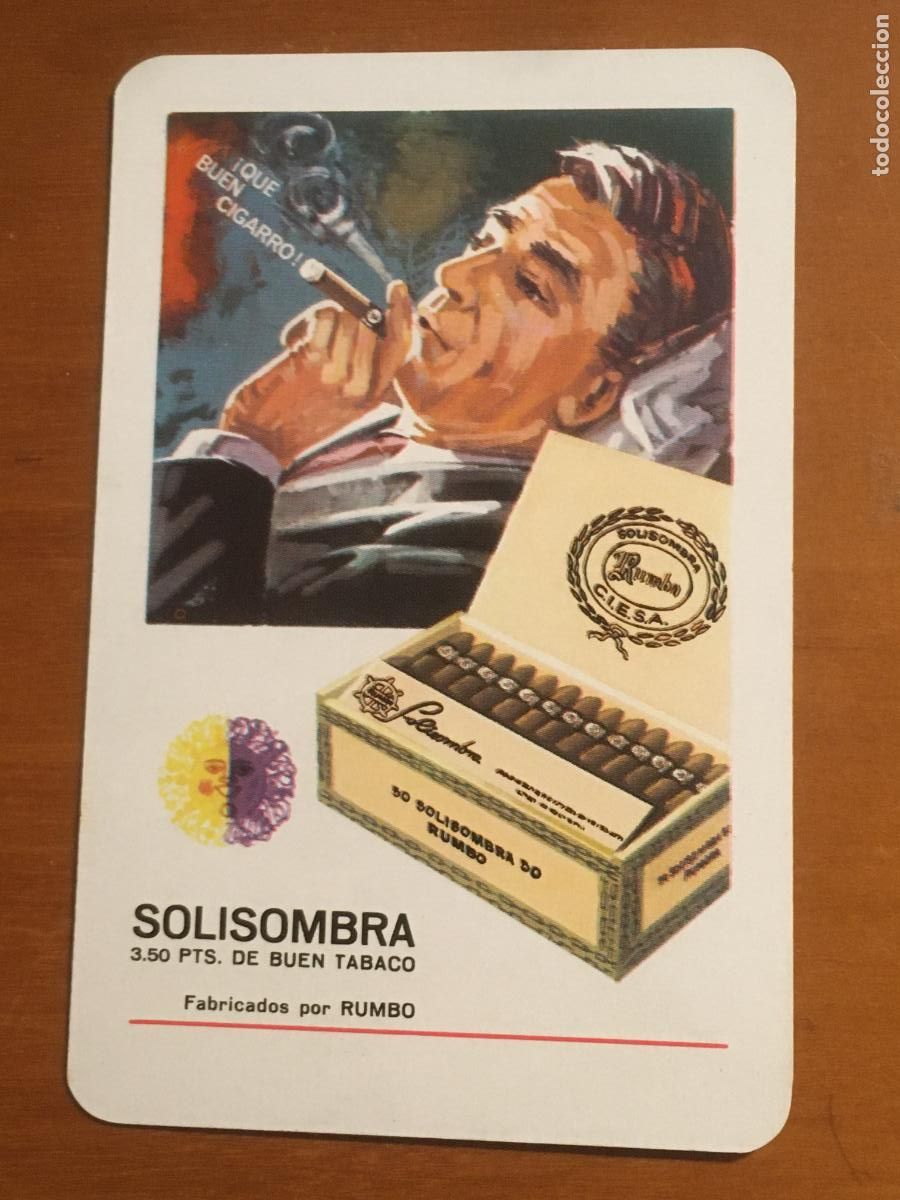 todocoleccion
¡QUE
BUEN
CIGARRO!
SOLISOMBRA
Rumbo
C.I.E.S.A.
Solisombra
50 SOLISOMBRA 50
RUMBO
SOLISOMBRA
3.50 PTS. DE BUEN TABACO
Fabricados por RUMBO